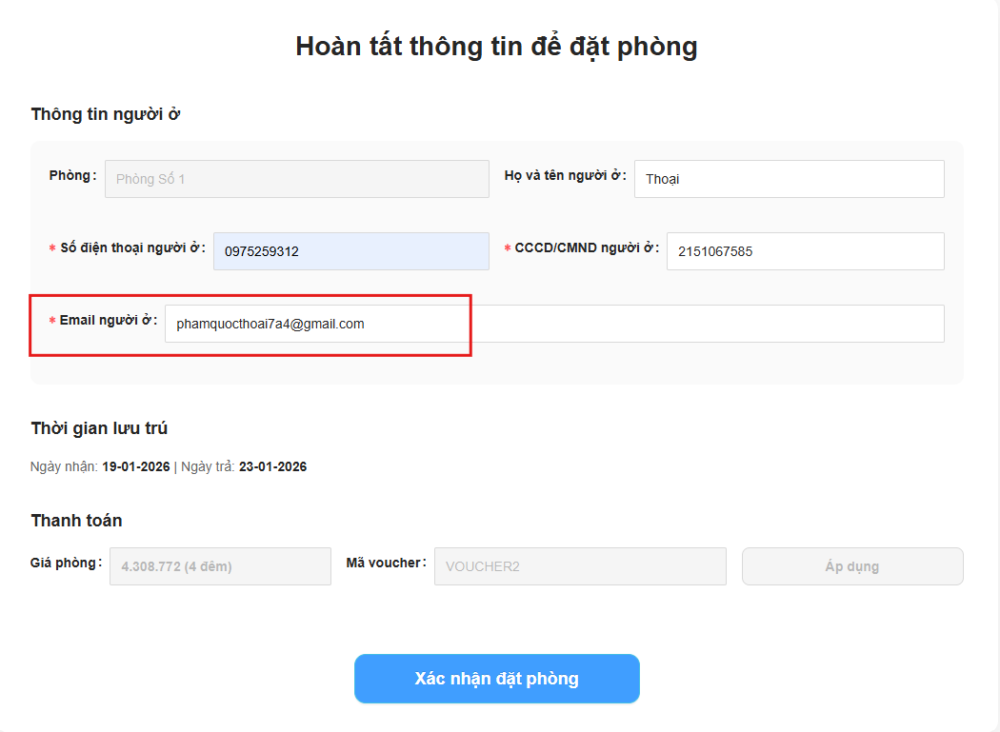 Hoàn tất thông tin để đặt phòng
Thông tin người ở
Phòng: Phòng Số 1 Họ và tên người ở: Thoại
* Số điện thoại người ở: 0975259312 * CCCD/CMND người ở: 2151067585
* Email người ở: phamquocthoai7a4@gmail.com
Thời gian lưu trú
Ngày nhận: 19-01-2026 | Ngày trả: 23-01-2026
Thanh toán
Giá phòng: 4.308.772 (4 đêm) Mã voucher: VOUCHER2 Áp dụng
Xác nhận đặt phòng